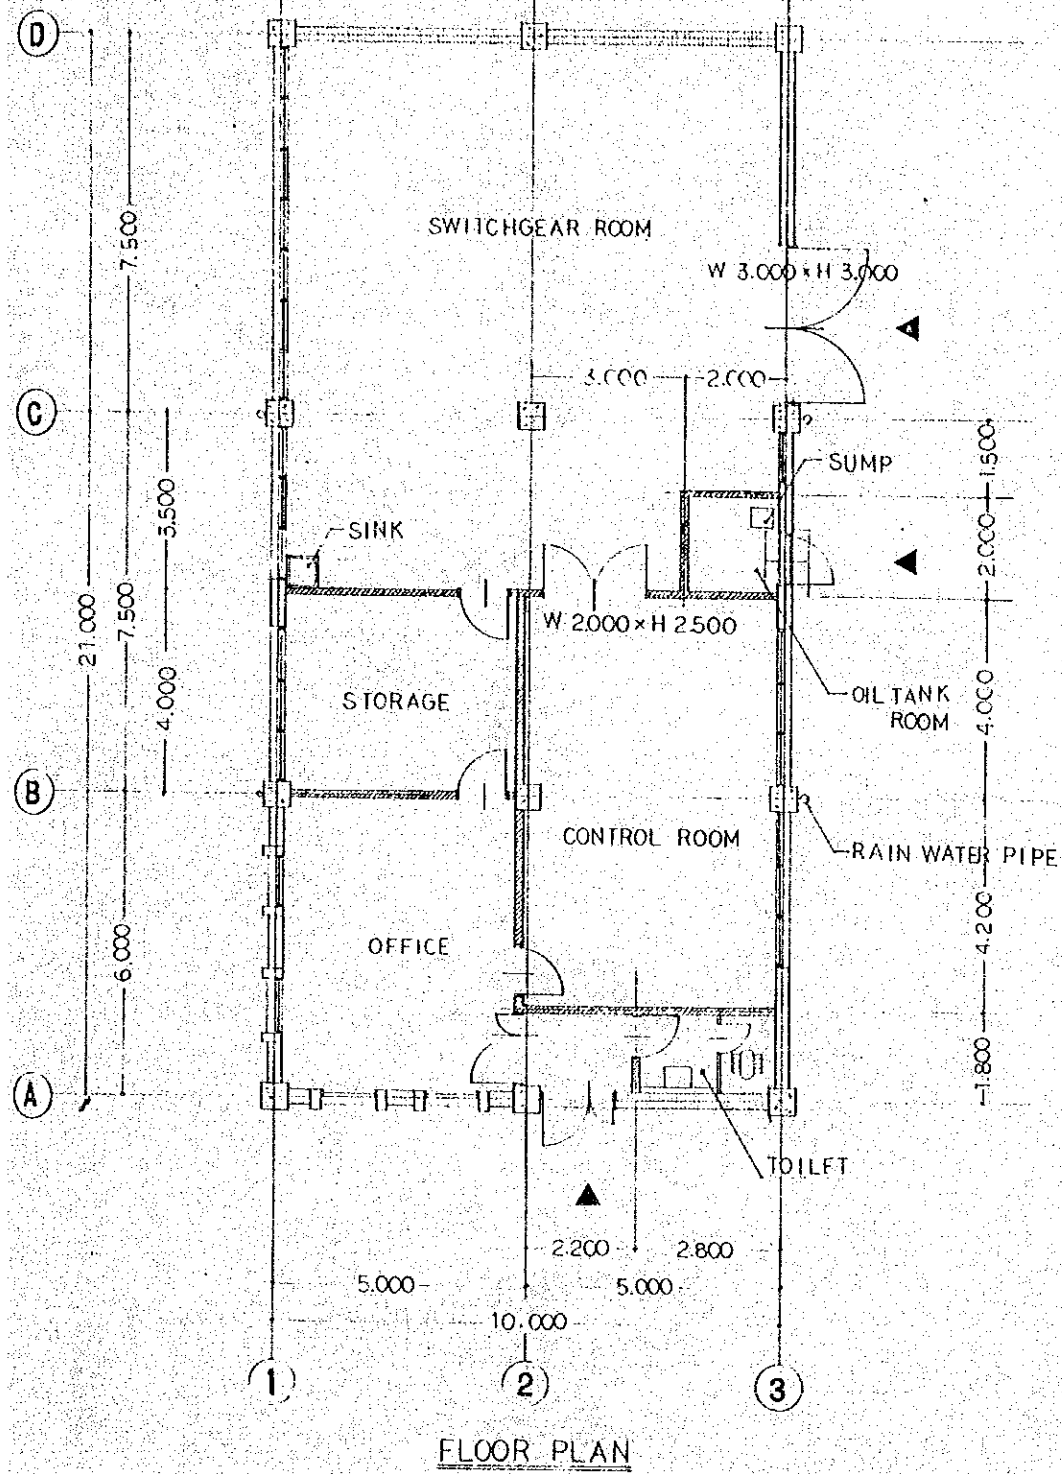 D
7.500
SWITCHGEAR ROOM
W 3.000 x H 3.000
3.000
2.000
C
1.500
SUMP
3.500
SINK
2.000
21.000
7.500
W 2.000 x H 2.500
STORAGE
4.000
OIL TANK
ROOM
4.000
B
CONTROL ROOM
RAIN WATER PIPE
OFFICE
6.000
4.200
1.800
A
TOILET
2.200
2.800
5.000
5.000
10.000
1
2
3
FLOOR PLAN